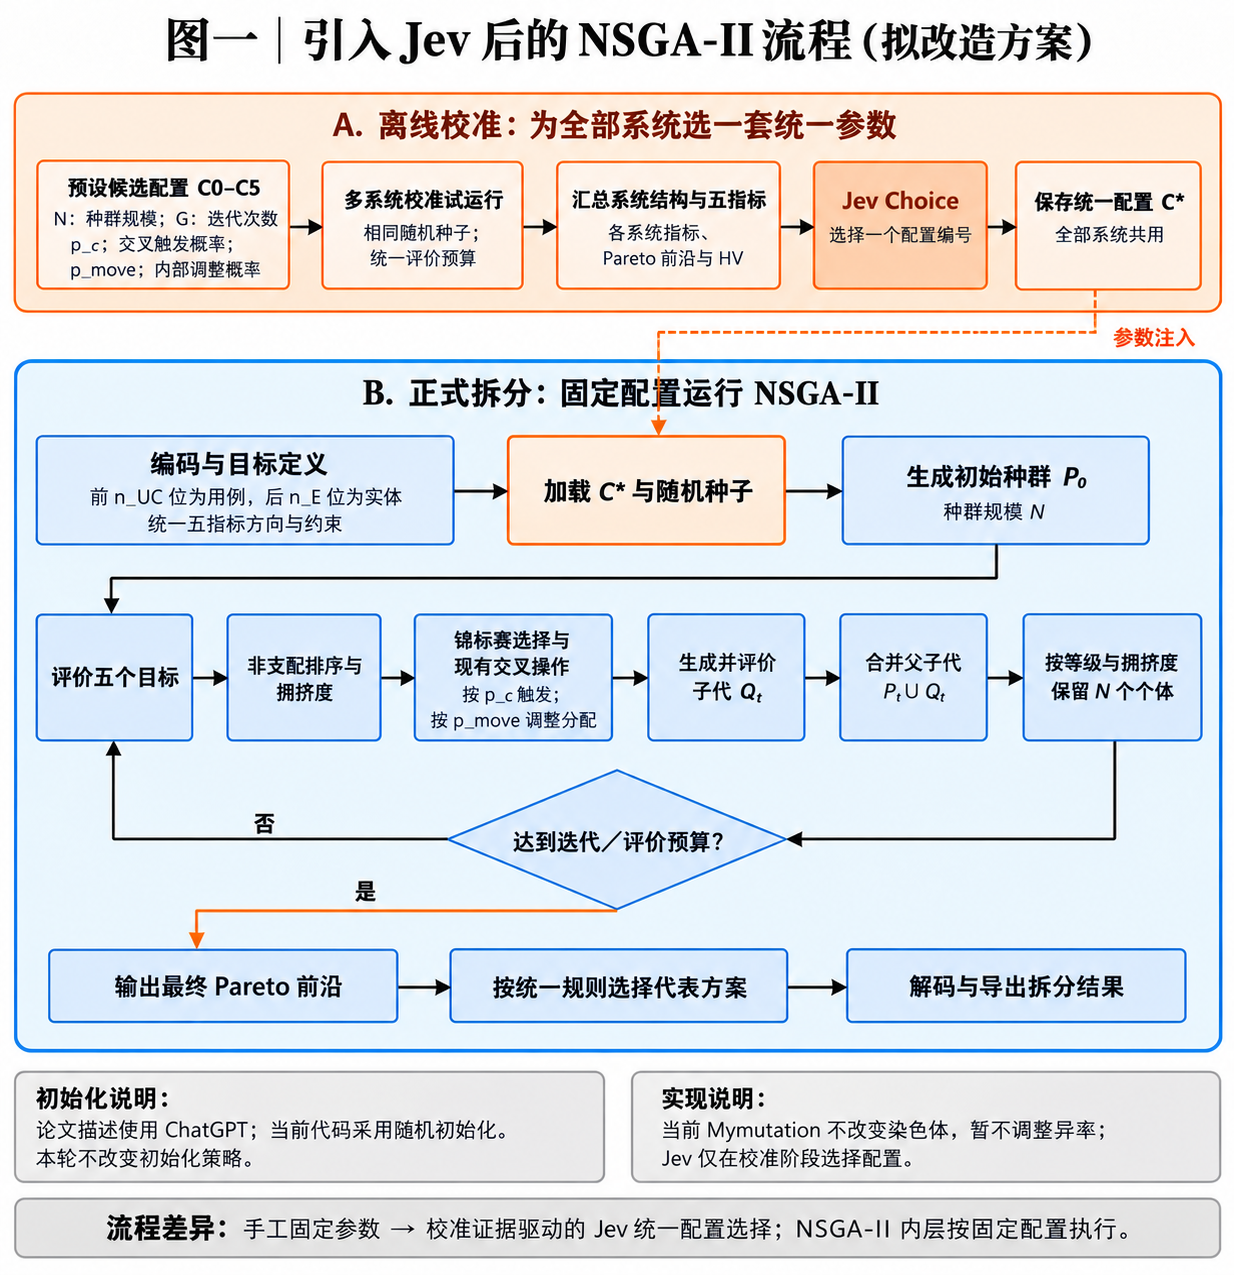 图一｜引入 Jev 后的 NSGA-II 流程（拟改造方案）
A. 离线校准：为全部系统选一套统一参数
预设候选配置 C0–C5
N：种群规模；G：迭代次数
p_c；交叉触发概率；
p_move；内部调整概率
多系统校准试运行
相同随机种子；
统一评价预算
汇总系统结构与五指标
各系统指标、
Pareto 前沿与 HV
Jev Choice
选择一个配置编号
保存统一配置 C*
全部系统共用
参数注入
B. 正式拆分：固定配置运行 NSGA-II
编码与目标定义
前 n_UC 位为用例，后 n_E 位为实体
统一五指标方向与约束
加载 C* 与随机种子
生成初始种群 P₀
种群规模 N
评价五个目标
非支配排序与
拥挤度
锦标赛选择与
现有交叉操作
按 p_c 触发；
按 p_move 调整分配
生成并评价
子代 Qₜ
合并父子代
Pₜ ∪ Qₜ
按等级与拥挤度
保留 N 个个体
达到迭代／评价预算？
否
是
输出最终 Pareto 前沿
按统一规则选择代表方案
解码与导出拆分结果
初始化说明：
论文描述使用 ChatGPT；当前代码采用随机初始化。
本轮不改变初始化策略。
实现说明：
当前 Mymutation 不改变染色体，暂不调整异率；
Jev 仅在校准阶段选择配置。
流程差异：手工固定参数 → 校准证据驱动的 Jev 统一配置选择；NSGA-II 内层按固定配置执行。